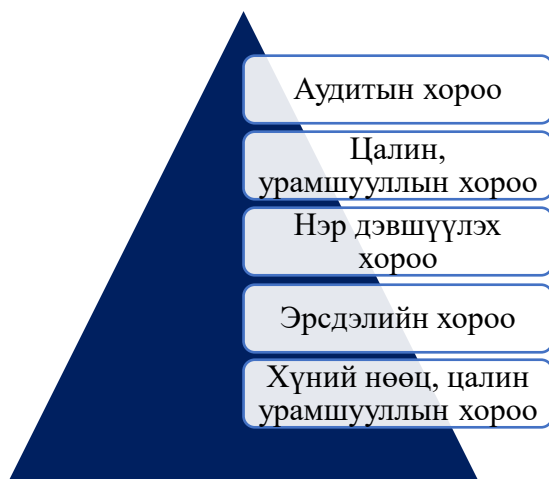 Аудитын хороо
Цалин,
урамшууллын хороо
Нэр дэвшүүлэх
хороо
Эрсдэлийн хороо
Хүний нөөц, цалин
урамшууллын хороо